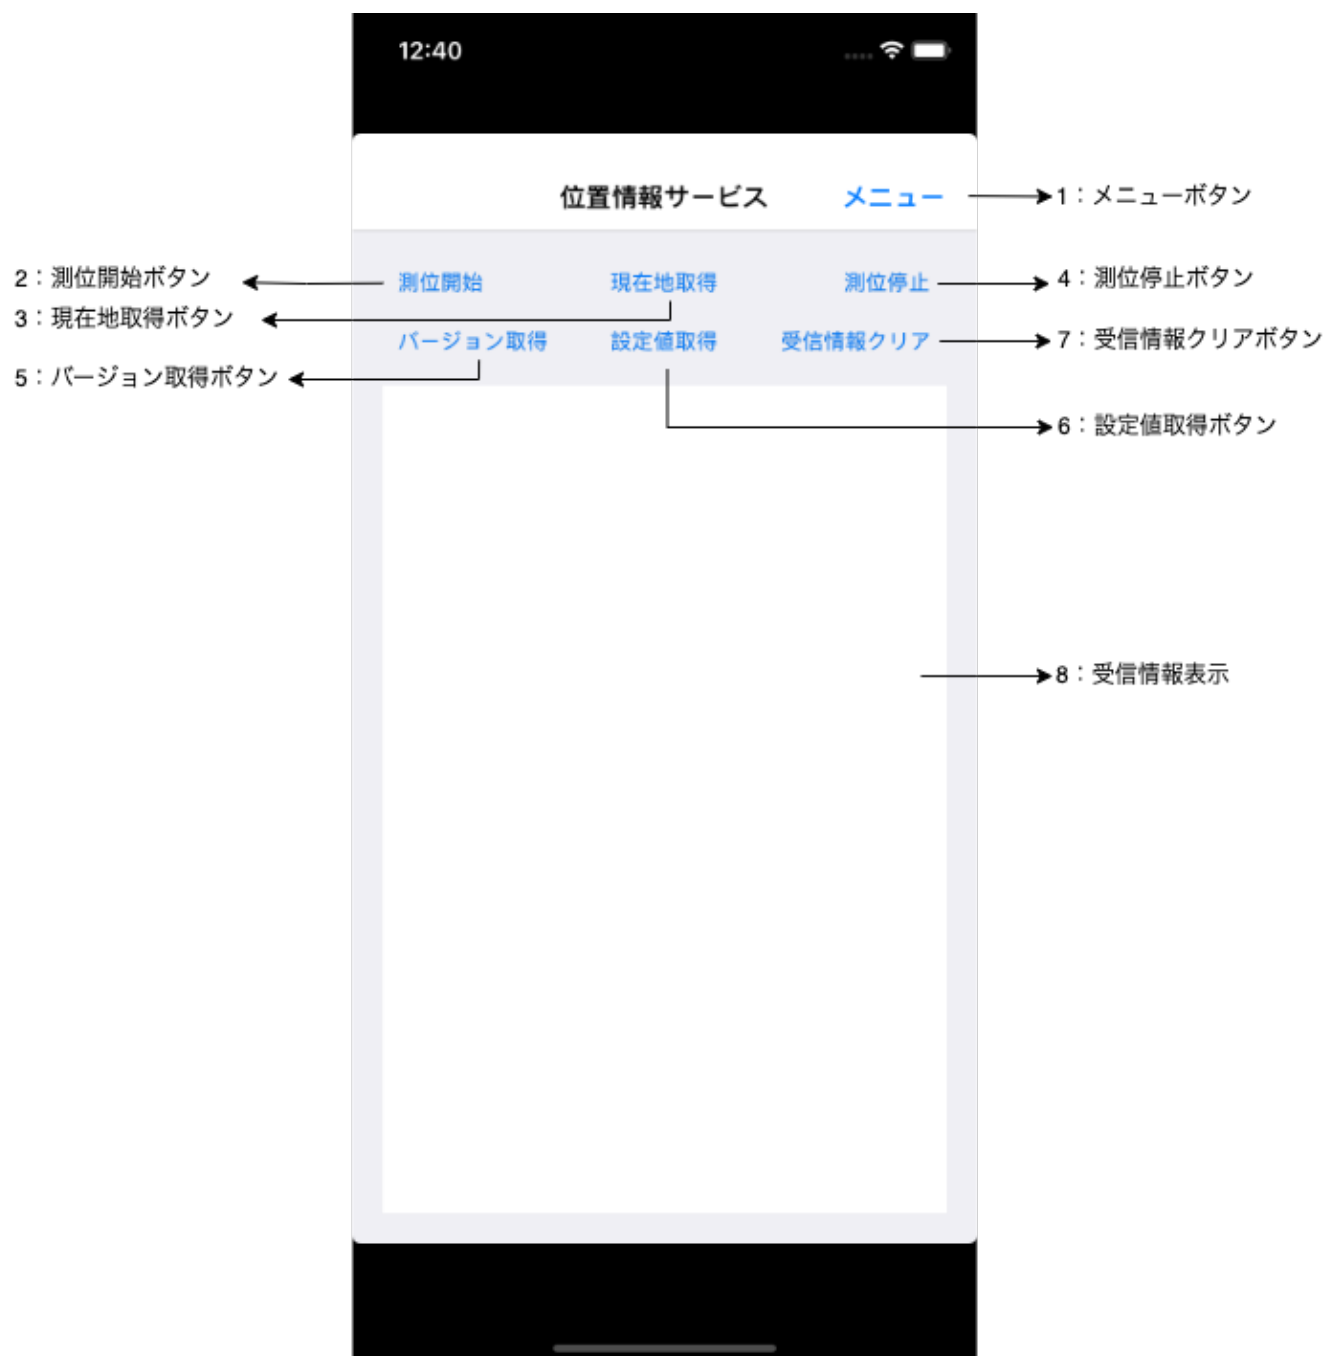 12:40
位置情報サービス
メニュー
1：メニューボタン
2：測位開始ボタン
測位開始
現在地取得
測位停止
4：測位停止ボタン
3：現在地取得ボタン
バージョン取得
設定値取得
受信情報クリア
7：受信情報クリアボタン
5：バージョン取得ボタン
6：設定値取得ボタン
8：受信情報表示